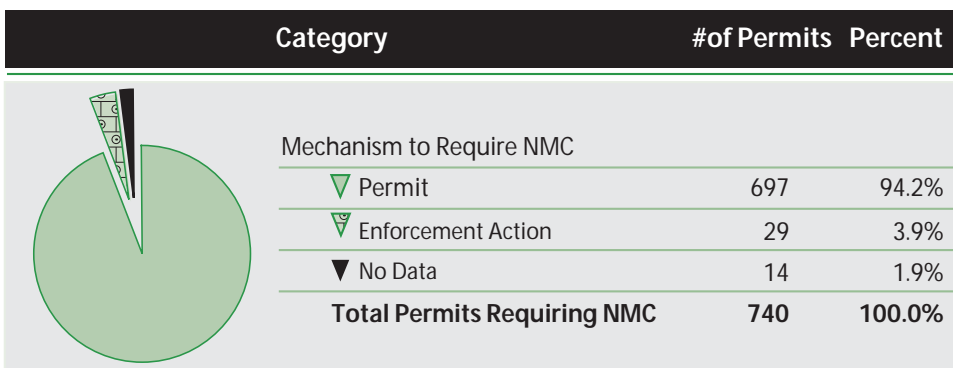 Category #of Permits Percent
Mechanism to Require NMC
Permit 697 94.2%
Enforcement Action 29 3.9%
No Data 14 1.9%
Total Permits Requiring NMC 740 100.0%